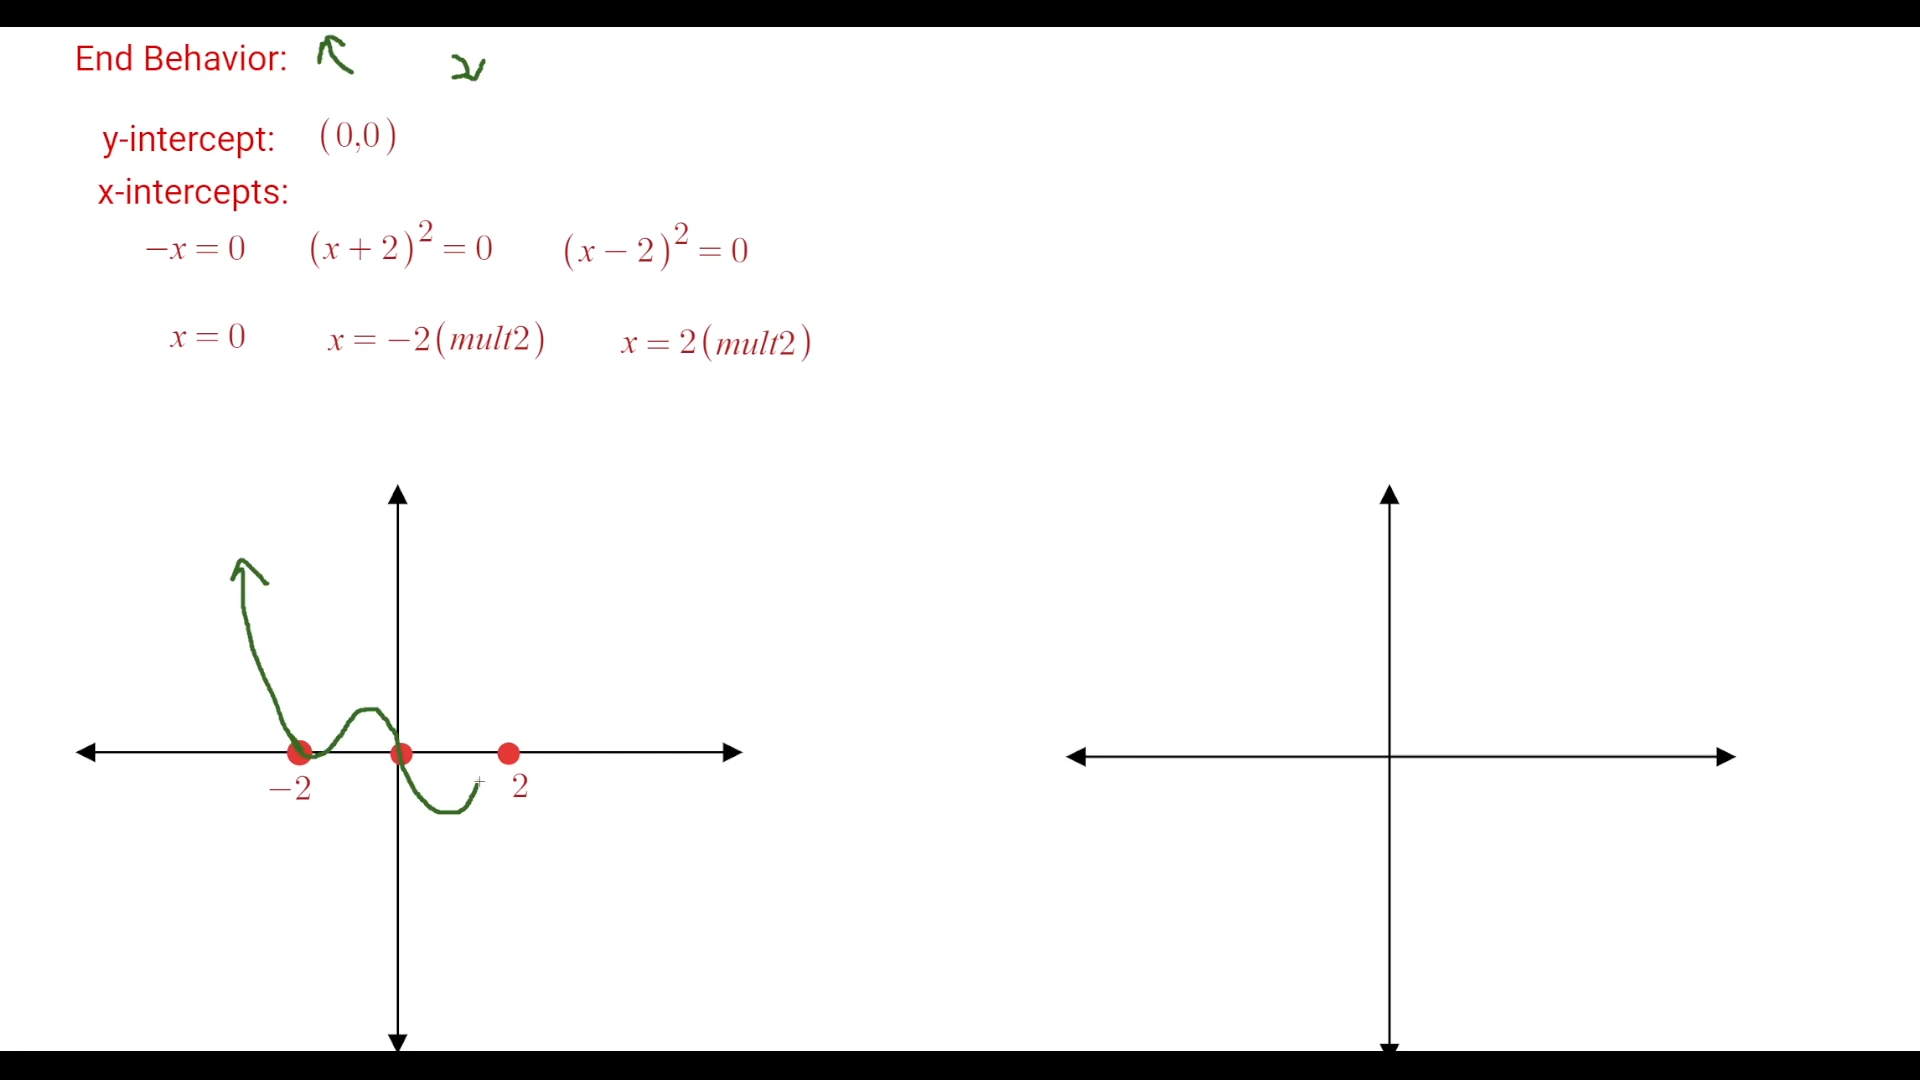 End Behavior:
y-intercept: (0,0)
x-intercepts:
−x = 0 (x + 2)² = 0 (x − 2)² = 0
x = 0 x = −2(mult2) x = 2(mult2)
−2 2